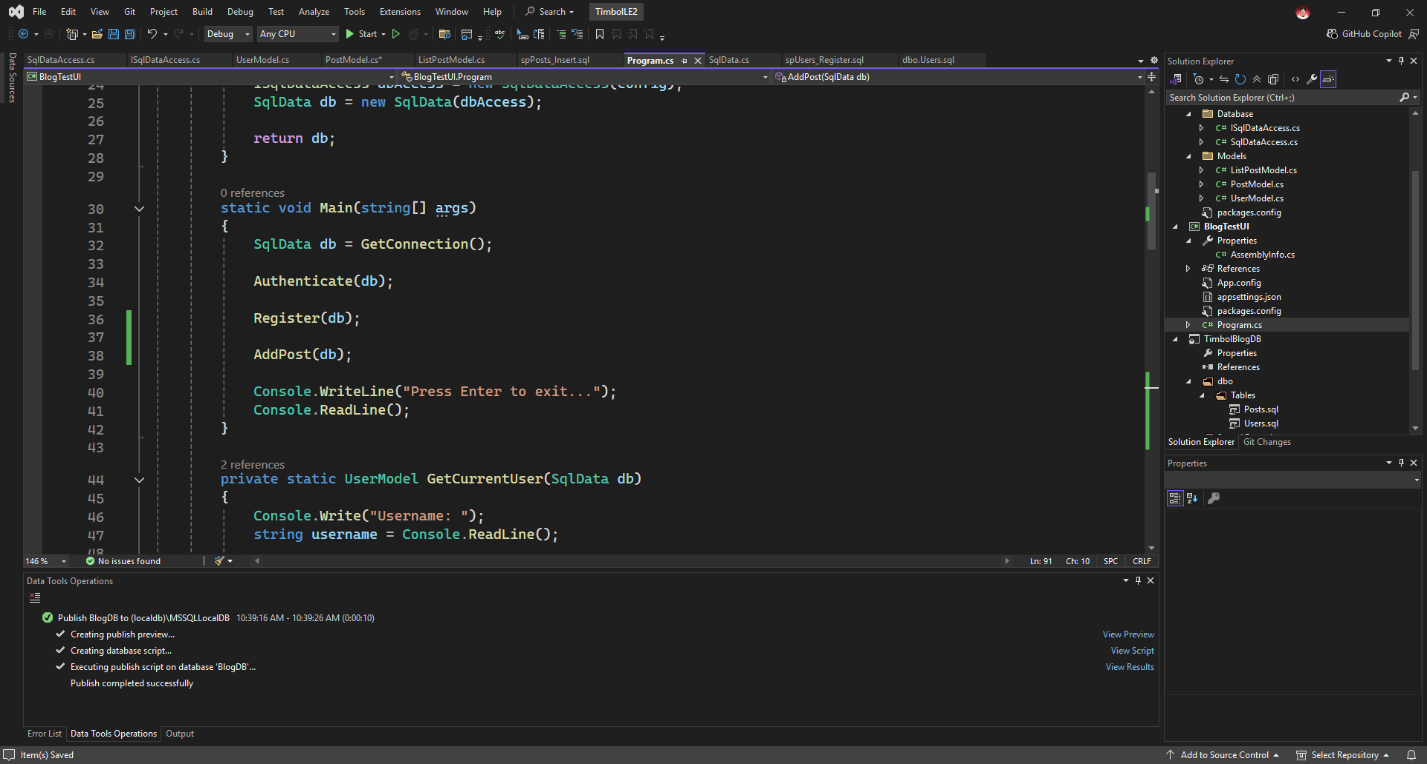 File Edit View Git Project Build Debug Test Analyze Tools Extensions Window Help Search TimbolILE2
Debug Any CPU Start GitHub Copilot
Data Sources
SqlDataAccess.cs ISqlDataAccess.cs UserModel.cs PostModel.cs* ListPostModel.cs spPosts_Insert.sql Program.cs SqlData.cs spUsers_Register.sql dbo.Users.sql
BlogTestUI BlogTestUI.Program AddPost(SqlData db)
24 ISqlDataAccess dbAccess = new SqlDataAccess(config);
25 SqlData db = new SqlData(dbAccess);
26
27 return db;
28 }
29
0 references
30 static void Main(string[] args)
31 {
32 SqlData db = GetConnection();
33
34 Authenticate(db);
35
36 Register(db);
37
38 AddPost(db);
39
40 Console.WriteLine("Press Enter to exit...");
41 Console.ReadLine();
42 }
43
2 references
44 private static UserModel GetCurrentUser(SqlData db)
45 {
46 Console.Write("Username: ");
47 string username = Console.ReadLine();
48
146 % No issues found Ln: 91 Ch: 10 SPC CRLF
Data Tools Operations
Publish BlogDB to (localdb)\MSSQLLocalDB 10:39:16 AM - 10:39:26 AM (0:00:10)
Creating publish preview... View Preview
Creating database script... View Script
Executing publish script on database 'BlogDB'... View Results
Publish completed successfully
Error List Data Tools Operations Output
Solution Explorer
Search Solution Explorer (Ctrl+;)
Database
C# ISqlDataAccess.cs
C# SqlDataAccess.cs
Models
C# ListPostModel.cs
C# PostModel.cs
C# UserModel.cs
packages.config
BlogTestUI
Properties
C# AssemblyInfo.cs
References
App.config
appsettings.json
packages.config
C# Program.cs
TimbolBlogDB
Properties
References
dbo
Tables
Posts.sql
Users.sql
Solution Explorer Git Changes
Properties
Item(s) Saved Add to Source Control Select Repository